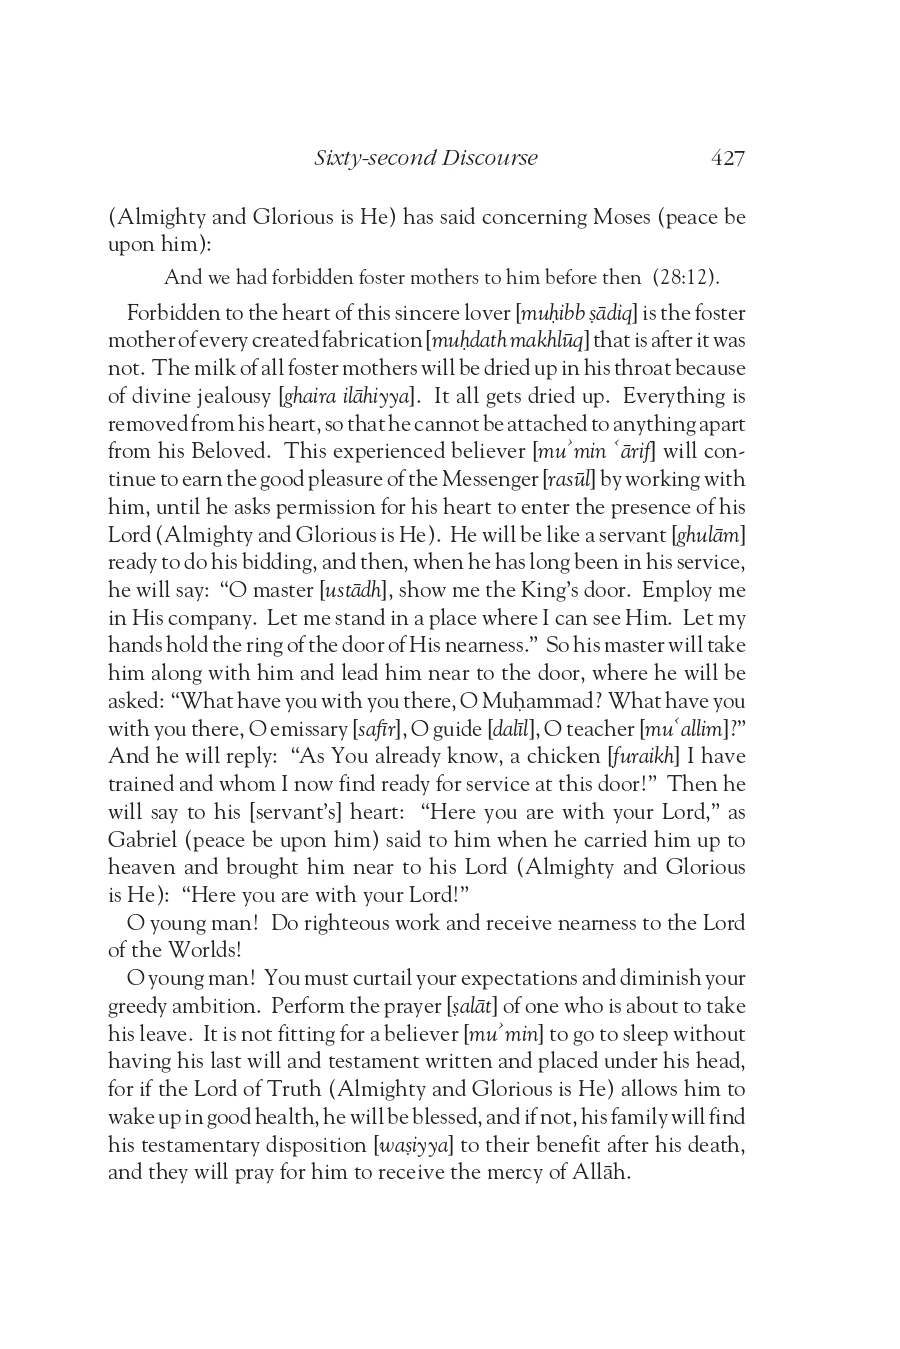 Sixty-second Discourse 427
(Almighty and Glorious is He) has said concerning Moses (peace be
upon him):
And we had forbidden foster mothers to him before then (28:12).
Forbidden to the heart of this sincere lover [muḥibb ṣādiq] is the foster
mother of every created fabrication [muḥdath makhlūq] that is after it was
not. The milk of all foster mothers will be dried up in his throat because
of divine jealousy [ghaira ilāhiyya]. It all gets dried up. Everything is
removed from his heart, so that he cannot be attached to anything apart
from his Beloved. This experienced believer [muʾmin ʿārif] will con-
tinue to earn the good pleasure of the Messenger [rasūl] by working with
him, until he asks permission for his heart to enter the presence of his
Lord (Almighty and Glorious is He). He will be like a servant [ghulām]
ready to do his bidding, and then, when he has long been in his service,
he will say: “O master [ustādh], show me the King’s door. Employ me
in His company. Let me stand in a place where I can see Him. Let my
hands hold the ring of the door of His nearness.” So his master will take
him along with him and lead him near to the door, where he will be
asked: “What have you with you there, O Muḥammad? What have you
with you there, O emissary [safīr], O guide [dalīl], O teacher [muʿallim]?”
And he will reply: “As You already know, a chicken [furaikh] I have
trained and whom I now find ready for service at this door!” Then he
will say to his [servant’s] heart: “Here you are with your Lord,” as
Gabriel (peace be upon him) said to him when he carried him up to
heaven and brought him near to his Lord (Almighty and Glorious
is He): “Here you are with your Lord!”
O young man! Do righteous work and receive nearness to the Lord
of the Worlds!
O young man! You must curtail your expectations and diminish your
greedy ambition. Perform the prayer [ṣalāt] of one who is about to take
his leave. It is not fitting for a believer [muʾmin] to go to sleep without
having his last will and testament written and placed under his head,
for if the Lord of Truth (Almighty and Glorious is He) allows him to
wake up in good health, he will be blessed, and if not, his family will find
his testamentary disposition [waṣiyya] to their benefit after his death,
and they will pray for him to receive the mercy of Allāh.